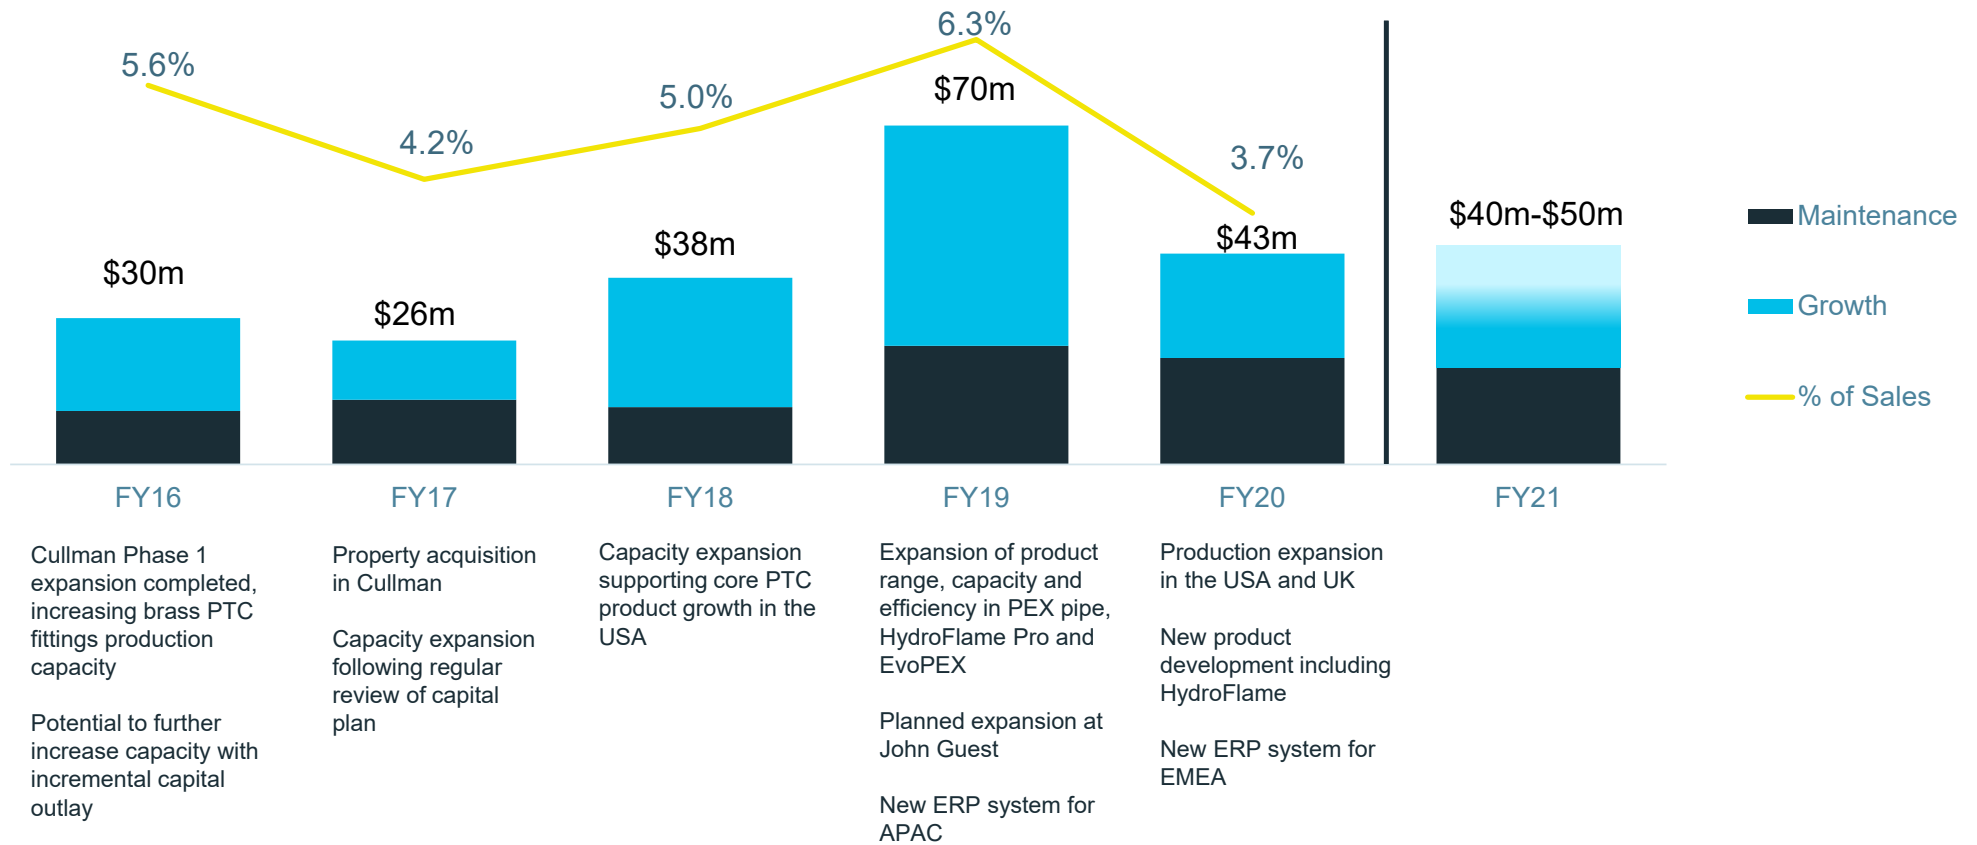 5.6%
4.2%
5.0%
6.3%
3.7%
$30m
$26m
$38m
$70m
$43m
$40m-$50m
Maintenance
Growth
% of Sales
FY16
FY17
FY18
FY19
FY20
FY21
Cullman Phase 1
expansion completed,
increasing brass PTC
fittings production
capacity
Potential to further
increase capacity with
incremental capital
outlay
Property acquisition
in Cullman
Capacity expansion
following regular
review of capital
plan
Capacity expansion
supporting core PTC
product growth in the
USA
Expansion of product
range, capacity and
efficiency in PEX pipe,
HydroFlame Pro and
EvoPEX
Planned expansion at
John Guest
New ERP system for
APAC
Production expansion
in the USA and UK
New product
development including
HydroFlame
New ERP system for
EMEA